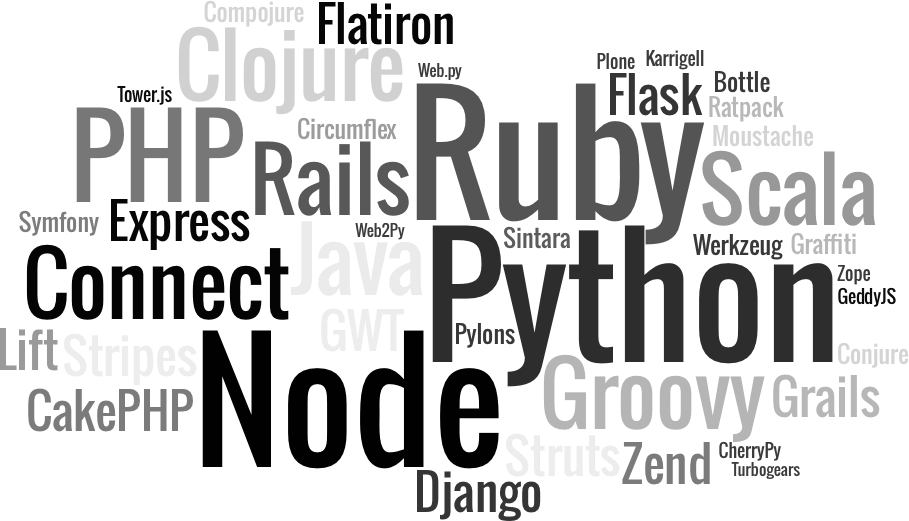 Compojure
Flatiron
Clojure
Web.py
Plone
Karrigell
Tower.js
Flask
Bottle
Ratpack
PHP
Circumflex
Ruby
Moustache
Rails
Scala
Symfony
Express
Web2Py
Sintara
Werkzeug
Graffiti
Java
Connect
Python
Zope
GeddyJS
GWT
Pylons
Lift
Stripes
Conjure
Node
CakePHP
Groovy
Grails
Struts
Zend
CherryPy
Turbogears
Django